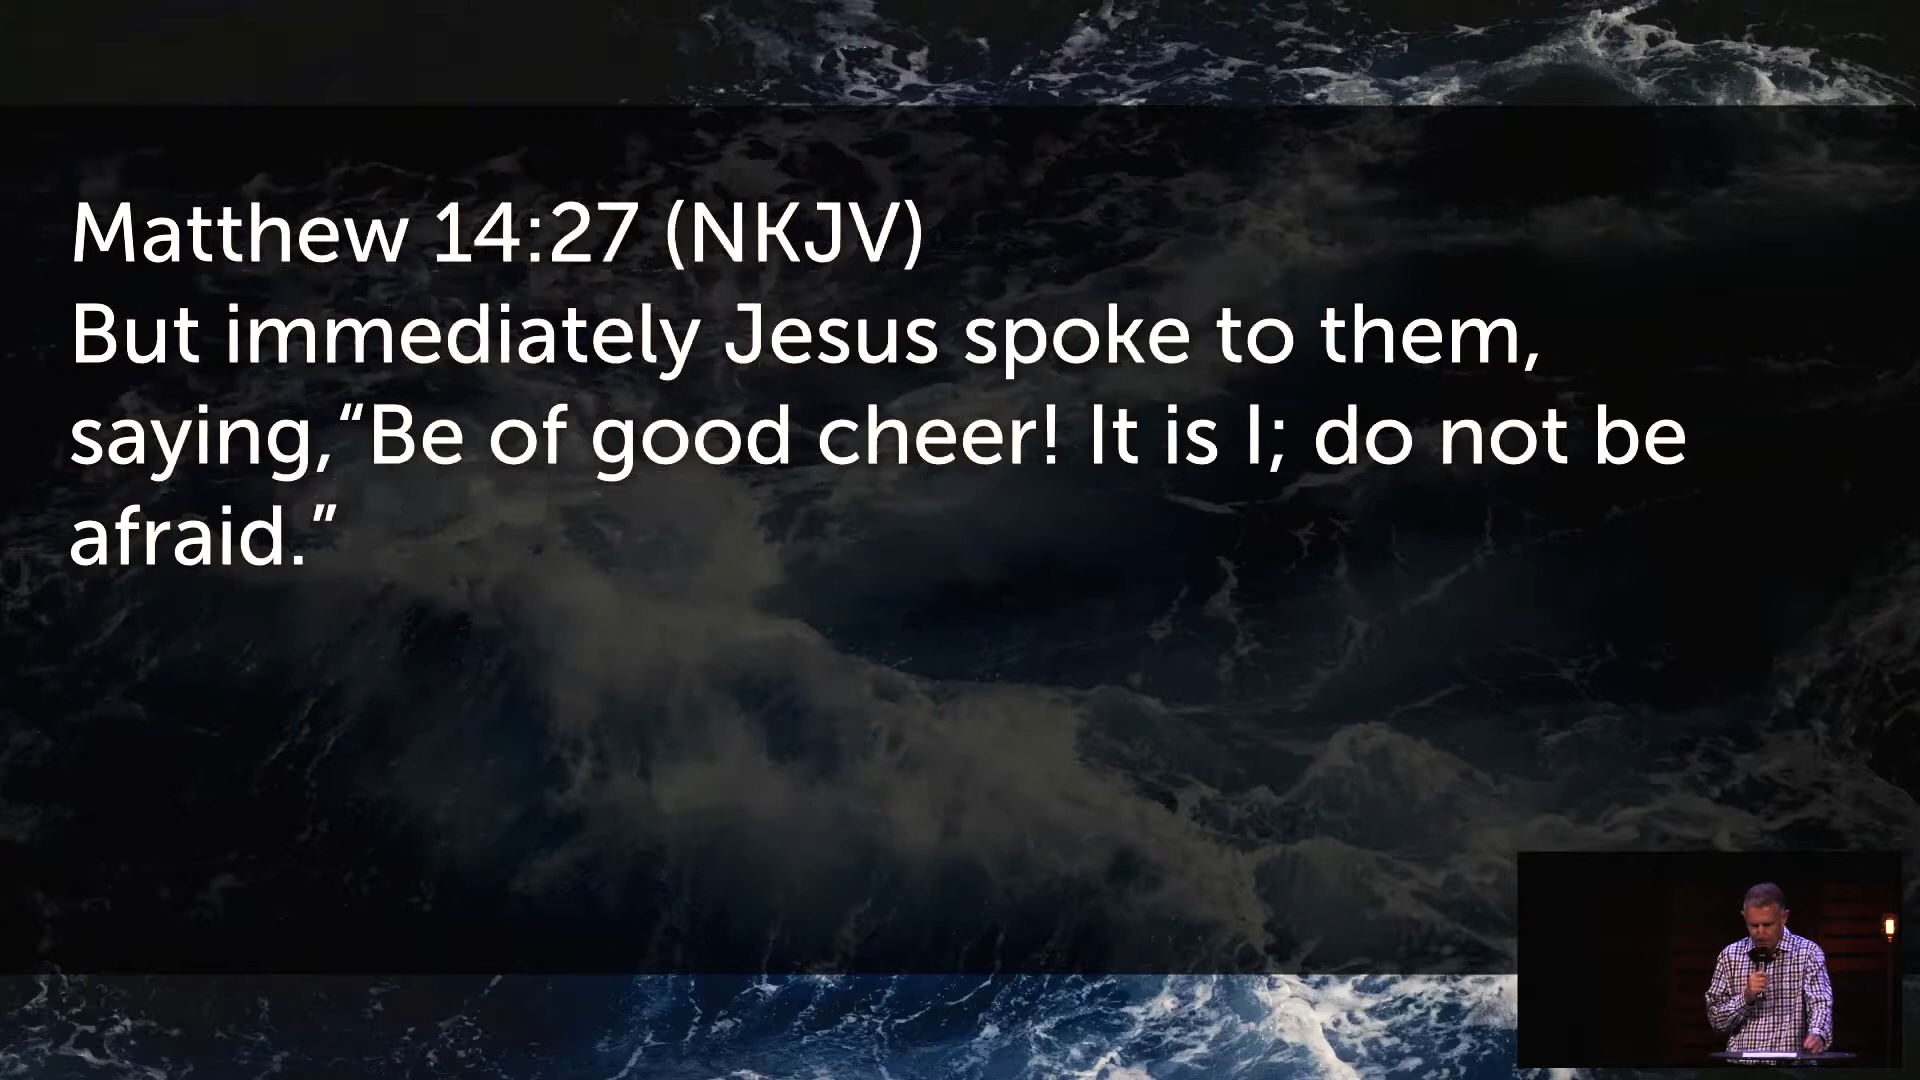 Matthew 14:27 (NKJV)
But immediately Jesus spoke to them,
saying,“Be of good cheer! It is I; do not be
afraid.”